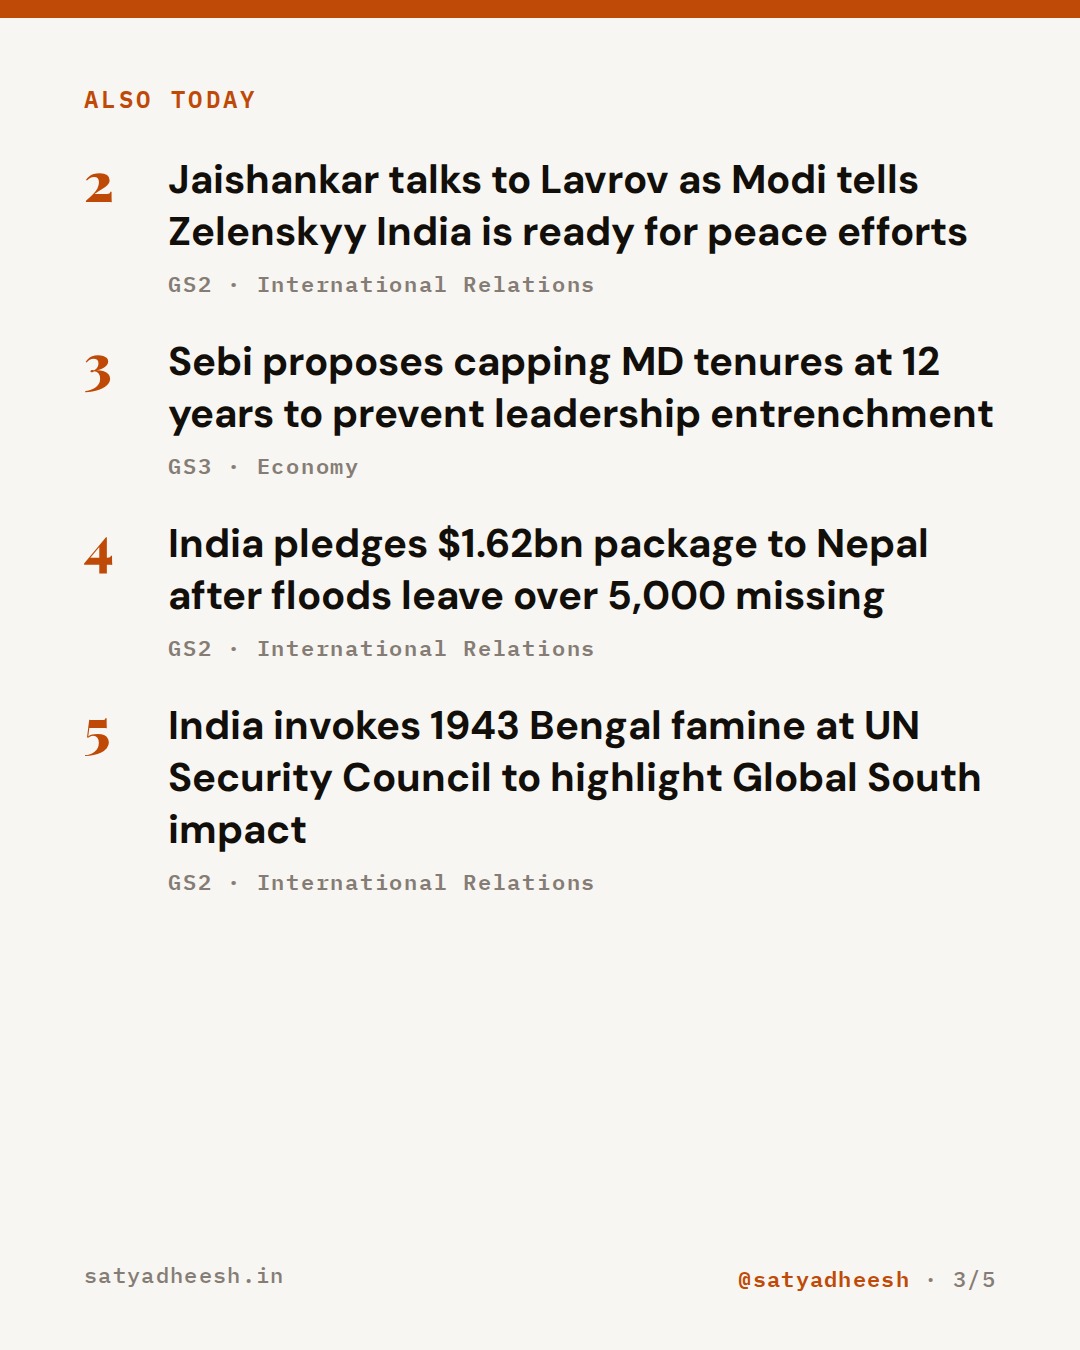 ALSO TODAY
2
Jaishankar talks to Lavrov as Modi tells
Zelenskyy India is ready for peace efforts
GS2 · International Relations
3
Sebi proposes capping MD tenures at 12
years to prevent leadership entrenchment
GS3 · Economy
4
India pledges $1.62bn package to Nepal
after floods leave over 5,000 missing
GS2 · International Relations
5
India invokes 1943 Bengal famine at UN
Security Council to highlight Global South
impact
GS2 · International Relations
satyadheesh.in
@satyadheesh · 3/5